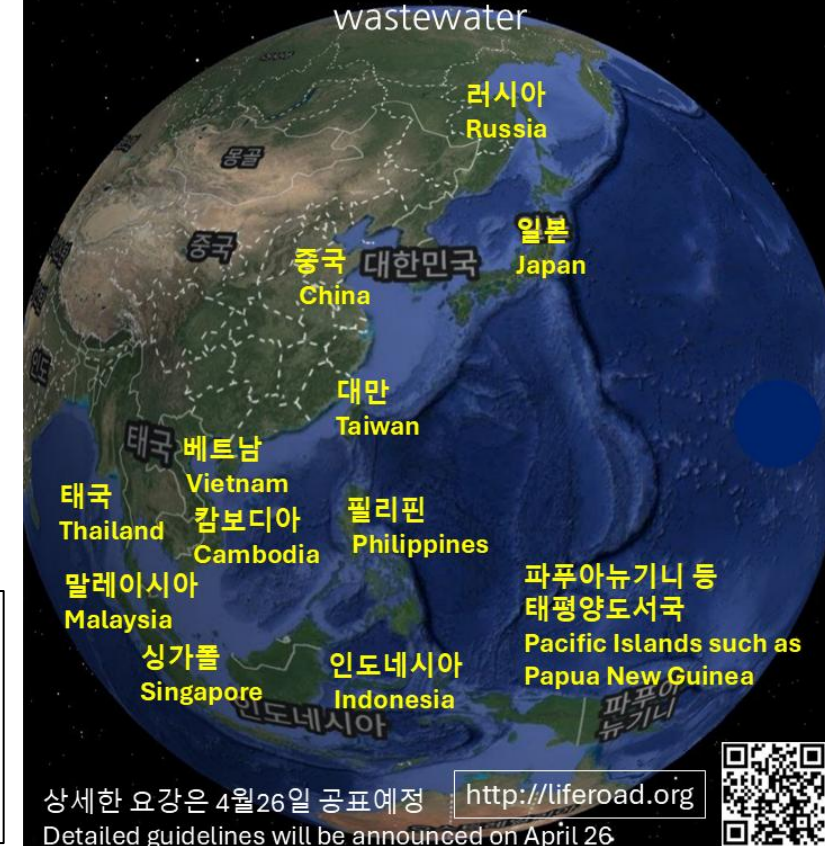 wastewater
러시아
Russia
몽골
일본
Japan
중국
중국
China
대한민국
대만
Taiwan
태국
베트남
Vietnam
태국
Thailand
캄보디아
Cambodia
필리핀
Philippines
말레이시아
Malaysia
파푸아뉴기니 등
태평양도서국
Pacific Islands such as
Papua New Guinea
싱가폴
Singapore
인도네시아
Indonesia
인도네시아
파푸아
뉴기니
상세한 요강은 4월26일 공표예정
http://liferoad.org
Detailed guidelines will be announced on April 26.